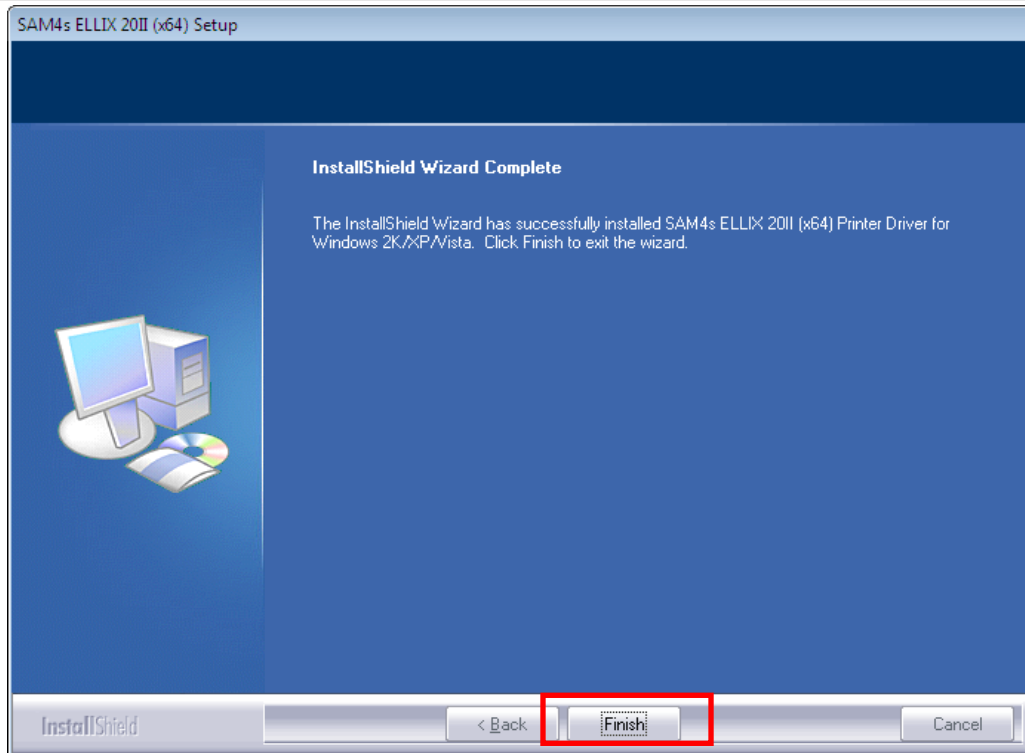 SAM4s ELLIX 20II (x64) Setup
InstallShield Wizard Complete
The InstallShield Wizard has successfully installed SAM4s ELLIX 20II (x64) Printer Driver for
Windows 2K/XP/Vista. Click Finish to exit the wizard.
InstallShield
< Back
Finish
Cancel